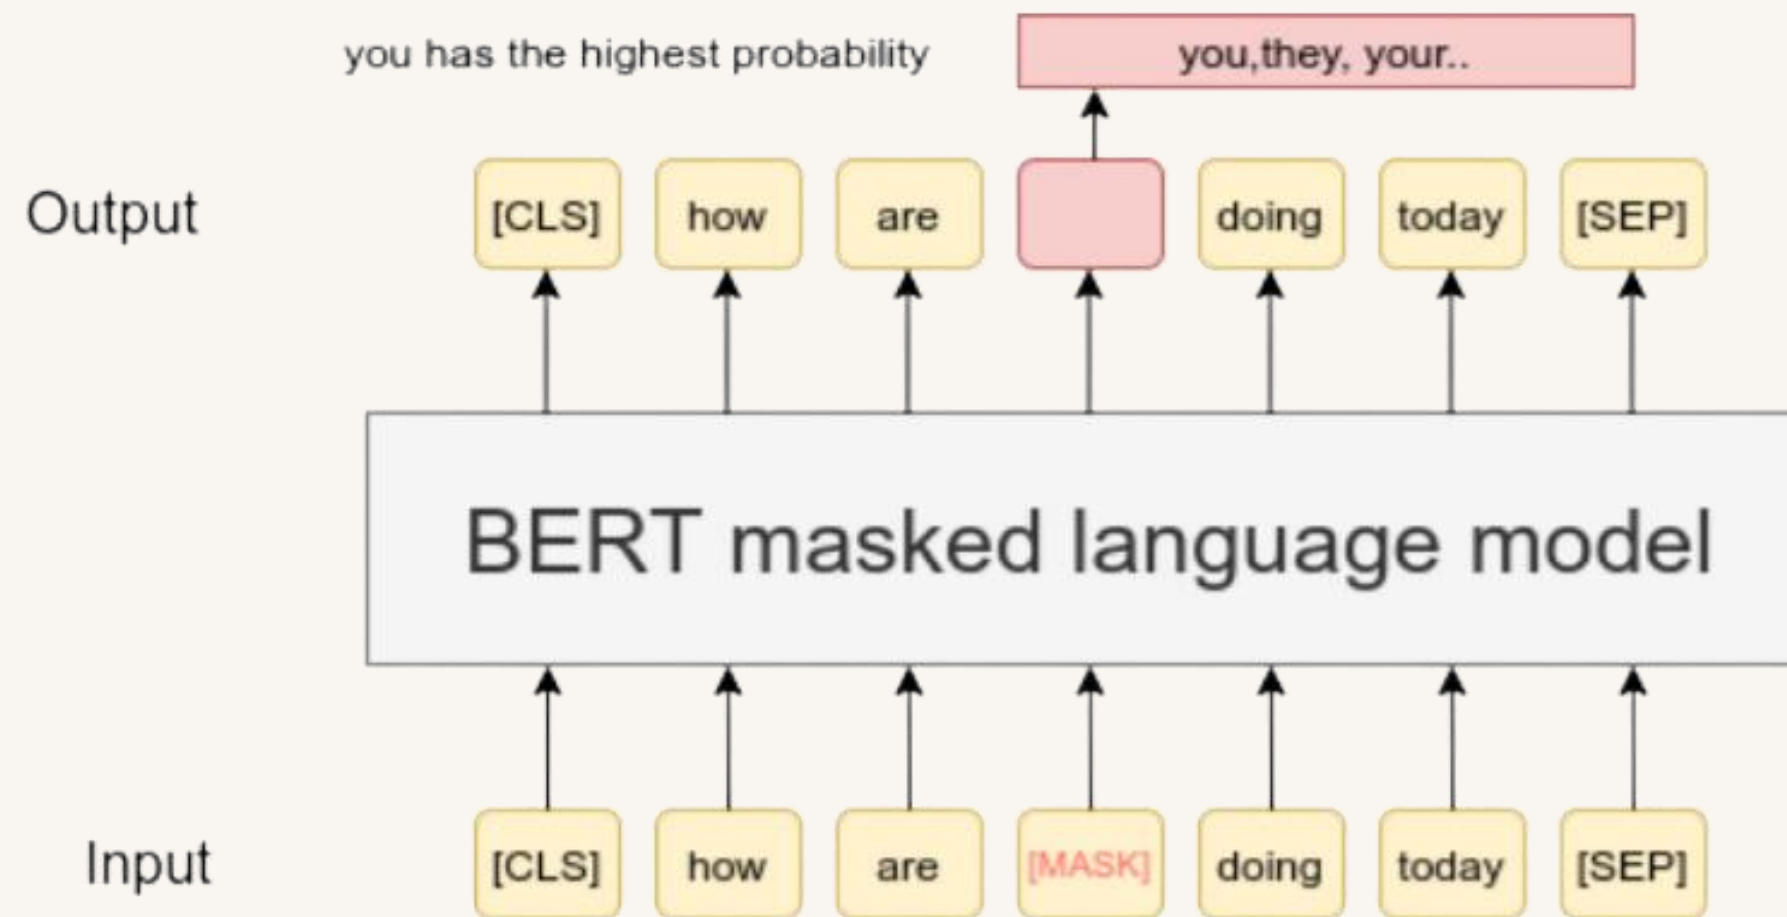 you has the highest probability
you,they, your..
Output
[CLS] how are doing today [SEP]
BERT masked language model
Input
[CLS] how are [MASK] doing today [SEP]